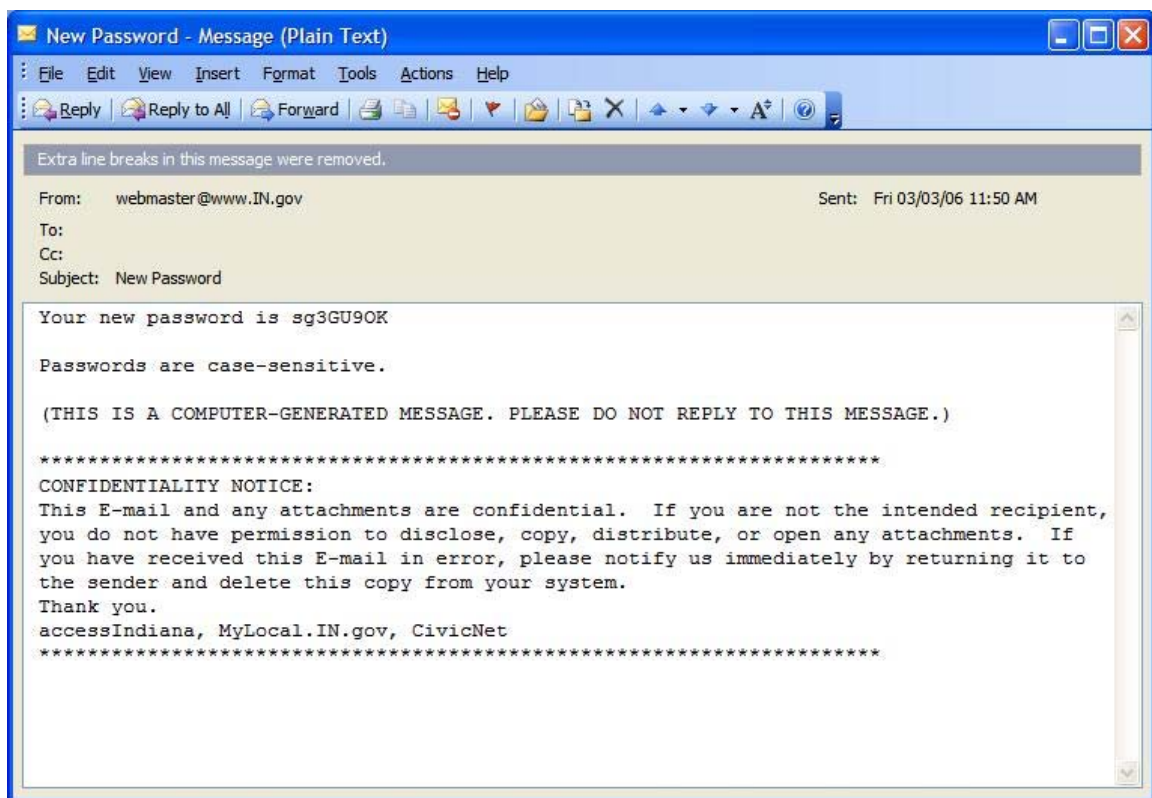 New Password - Message (Plain Text)
File Edit View Insert Format Tools Actions Help
Reply Reply to All Forward
Extra line breaks in this message were removed.
From: webmaster@www.IN.gov Sent: Fri 03/03/06 11:50 AM
To:
Cc:
Subject: New Password
Your new password is sg3GU9OK
Passwords are case-sensitive.
(THIS IS A COMPUTER-GENERATED MESSAGE. PLEASE DO NOT REPLY TO THIS MESSAGE.)
**********************************************************************
CONFIDENTIALITY NOTICE:
This E-mail and any attachments are confidential.  If you are not the intended recipient,
you do not have permission to disclose, copy, distribute, or open any attachments.  If
you have received this E-mail in error, please notify us immediately by returning it to
the sender and delete this copy from your system.
Thank you.
accessIndiana, MyLocal.IN.gov, CivicNet
**********************************************************************